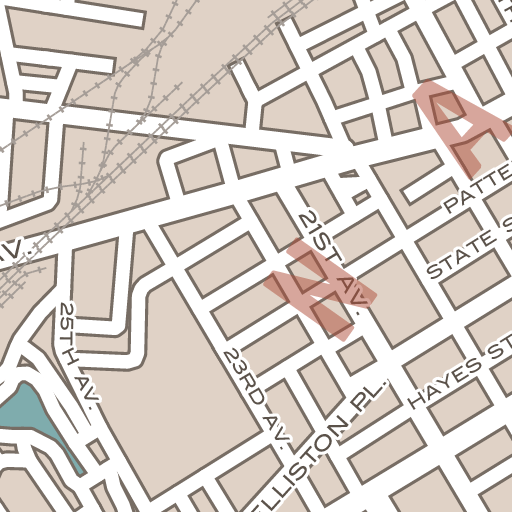 A
PATTE
21ST AV.
STATE S
AV.
W
25TH AV.
23RD AV.
HAYES ST
ELLISTON PL.